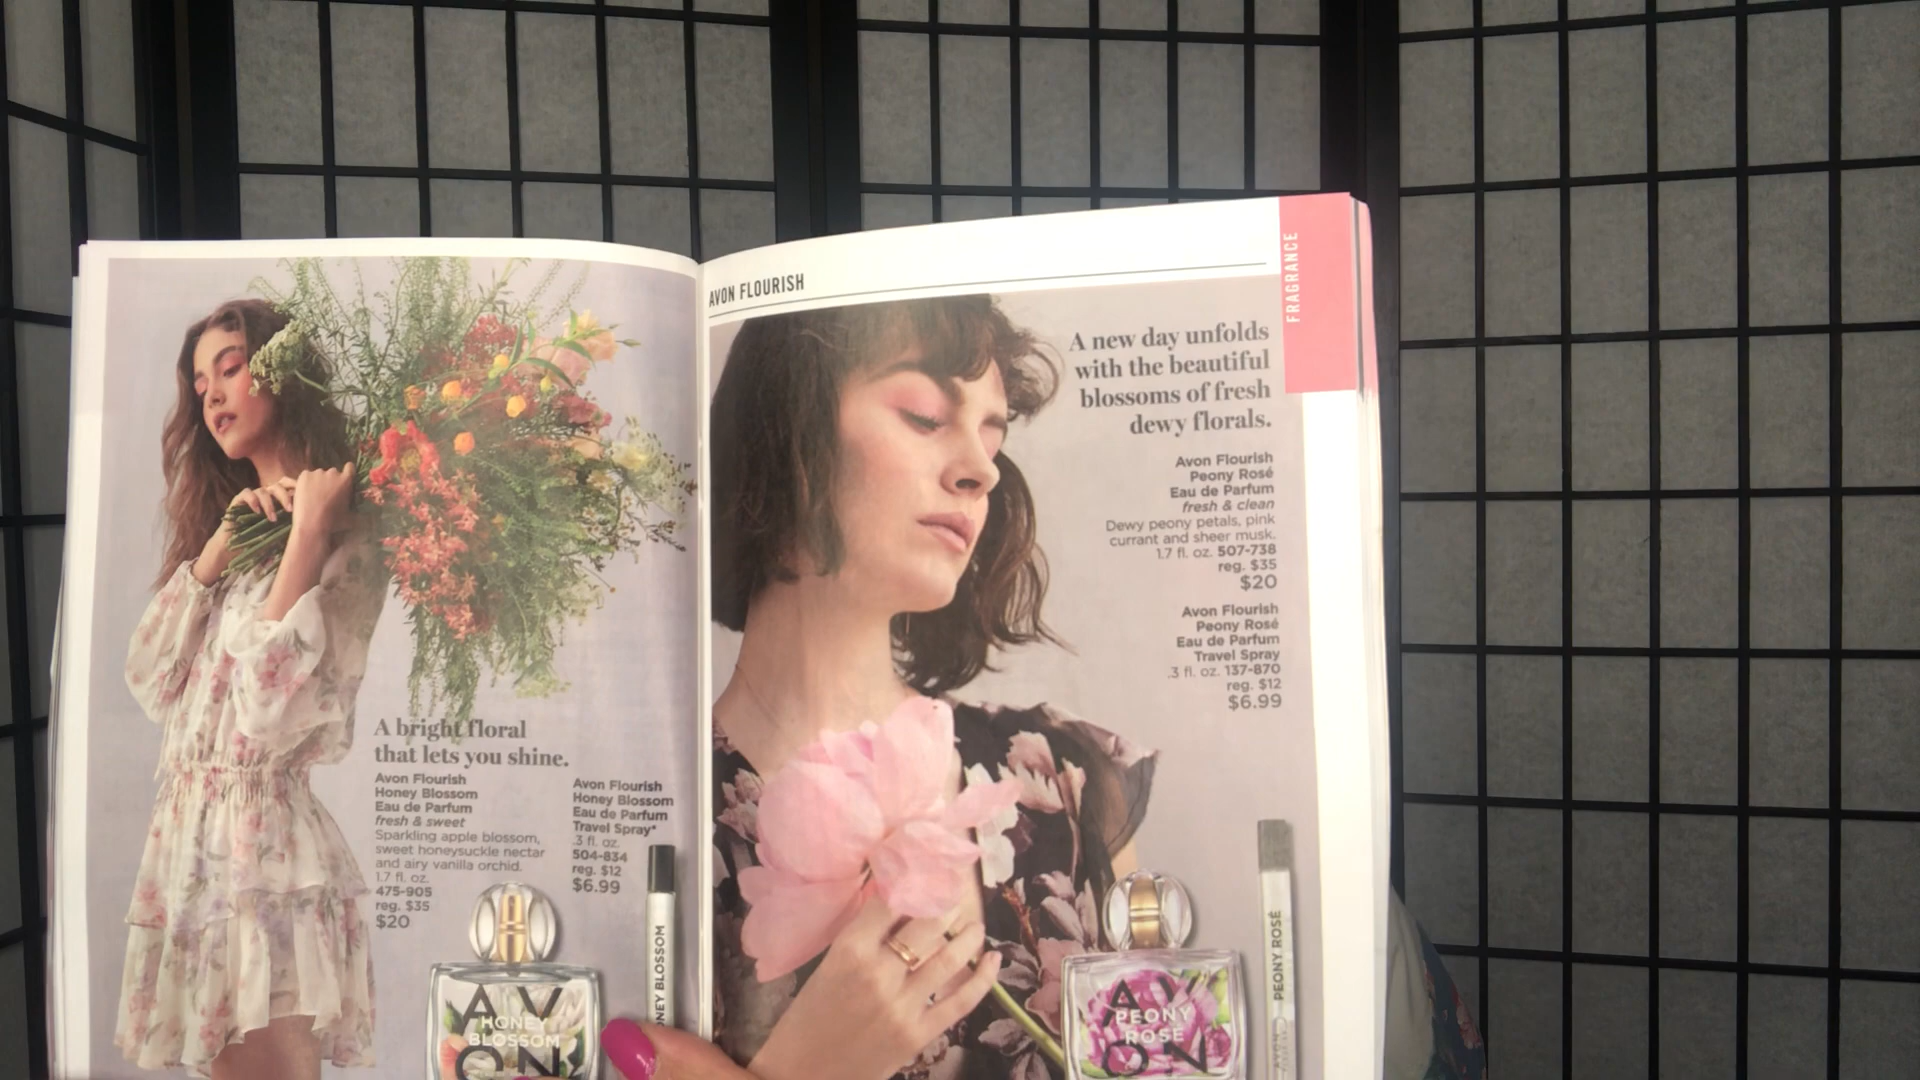 A bright floral
that lets you shine.
Avon Flourish
Honey Blossom
Eau de Parfum
fresh & sweet
Sparkling apple blossom,
sweet honeysuckle nectar
and airy vanilla orchid.
1.7 fl. oz.
475-905
reg. $35
$20
Avon Flourish
Honey Blossom
Eau de Parfum
Travel Spray*
.3 fl. oz.
504-834
reg. $12
$6.99
AV
HONEY
BLOSSOM
ON
NEY BLOSSOM
AVON FLOURISH
FRAGRANCE
A new day unfolds
with the beautiful
blossoms of fresh
dewy florals.
Avon Flourish
Peony Rosé
Eau de Parfum
fresh & clean
Dewy peony petals, pink
currant and sheer musk.
1.7 fl. oz. 507-738
reg. $35
$20
Avon Flourish
Peony Rosé
Eau de Parfum
Travel Spray
.3 fl. oz. 137-870
reg. $12
$6.99
AV
PEONY
ROSÉ
ON
PEONY ROSÉ